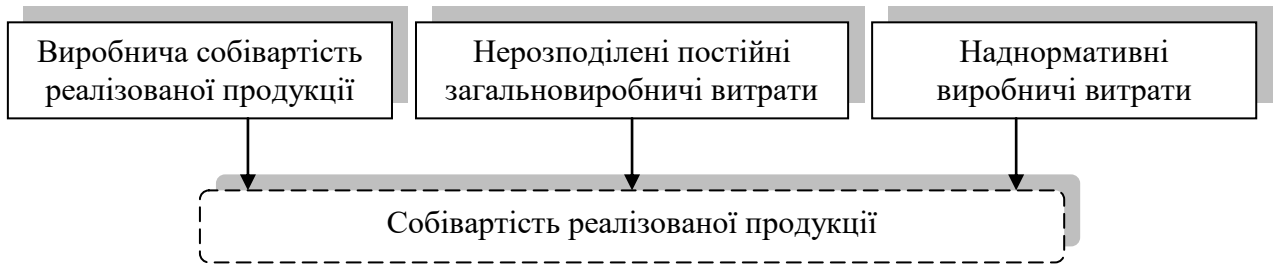 Виробнича собівартість
реалізованої продукції
Нерозподілені постійні
загальновиробничі витрати
Наднормативні
виробничі витрати
Собівартість реалізованої продукції